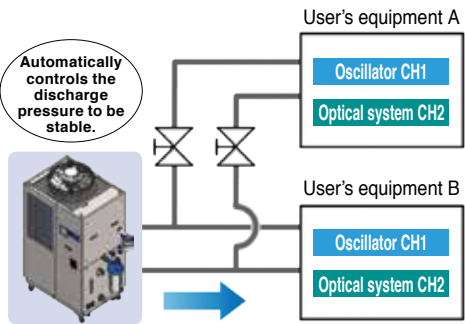 User's equipment A
Automatically
controls the
discharge
pressure to be
stable.
Oscillator CH1
Optical system CH2
User's equipment B
Oscillator CH1
Optical system CH2